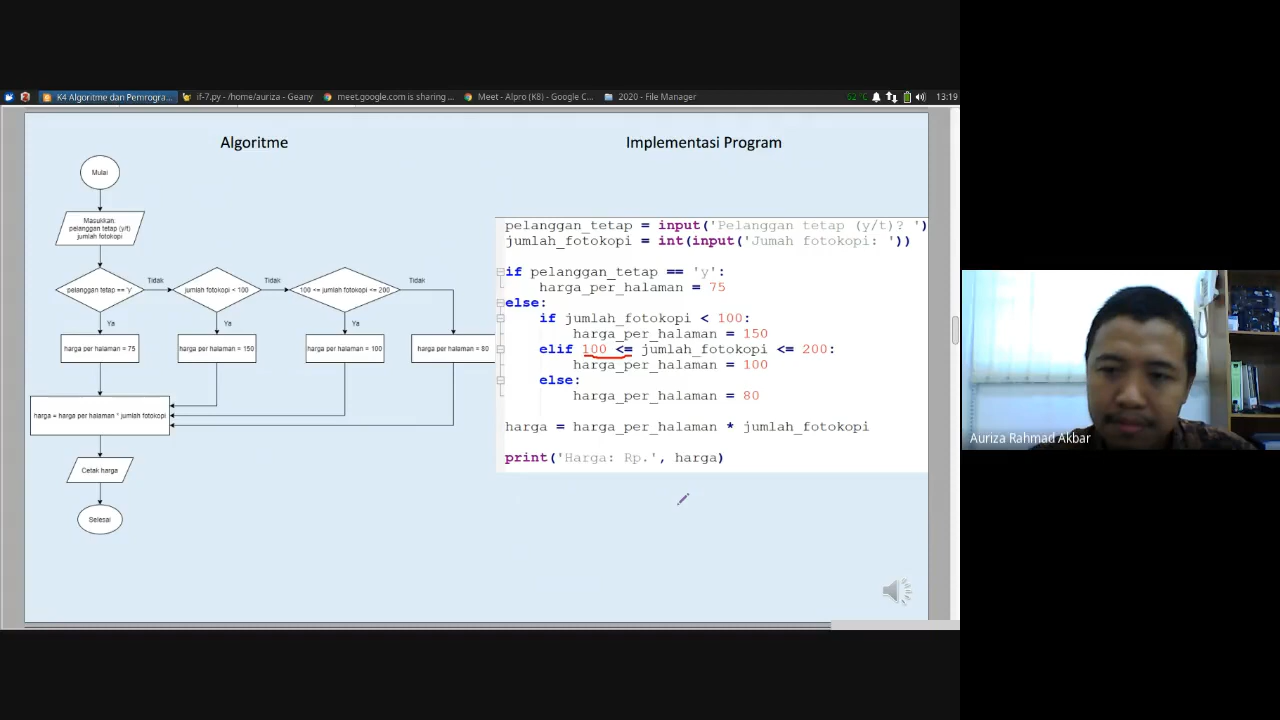 K4 Algoritme dan Pemrogra...
if-7.py - /home/auriza - Geany
meet.google.com is sharing ...
Meet - Alpro (K8) - Google C...
2020 - File Manager
62°C
13:19
Algoritme
Mulai
Masukkan:
pelanggan tetap (y/t)
jumlah fotokopi
pelanggan tetap == 'y'
Tidak
jumlah fotokopi < 100
Tidak
100 <= jumlah fotokopi <= 200
Tidak
Ya
Ya
Ya
harga per halaman = 75
harga per halaman = 150
harga per halaman = 100
harga per halaman = 80
harga = harga per halaman * jumlah fotokopi
Cetak harga
Selesai
Implementasi Program
pelanggan_tetap = input('Pelanggan tetap (y/t)? ')
jumlah_fotokopi = int(input('Jumah fotokopi: '))
if pelanggan_tetap == 'y':
harga_per_halaman = 75
else:
if jumlah_fotokopi < 100:
harga_per_halaman = 150
elif 100 <= jumlah_fotokopi <= 200:
harga_per_halaman = 100
else:
harga_per_halaman = 80
harga = harga_per_halaman * jumlah_fotokopi
print('Harga: Rp.', harga)
Auriza Rahmad Akbar